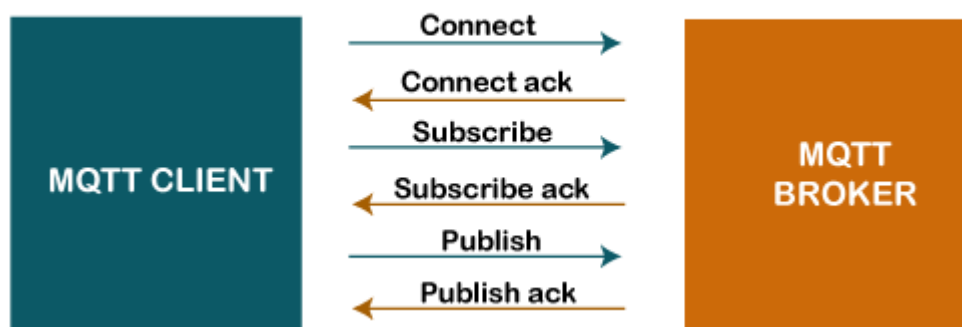 Connect
Connect ack
Subscribe
MQTT CLIENT
MQTT
BROKER
Subscribe ack
Publish
Publish ack